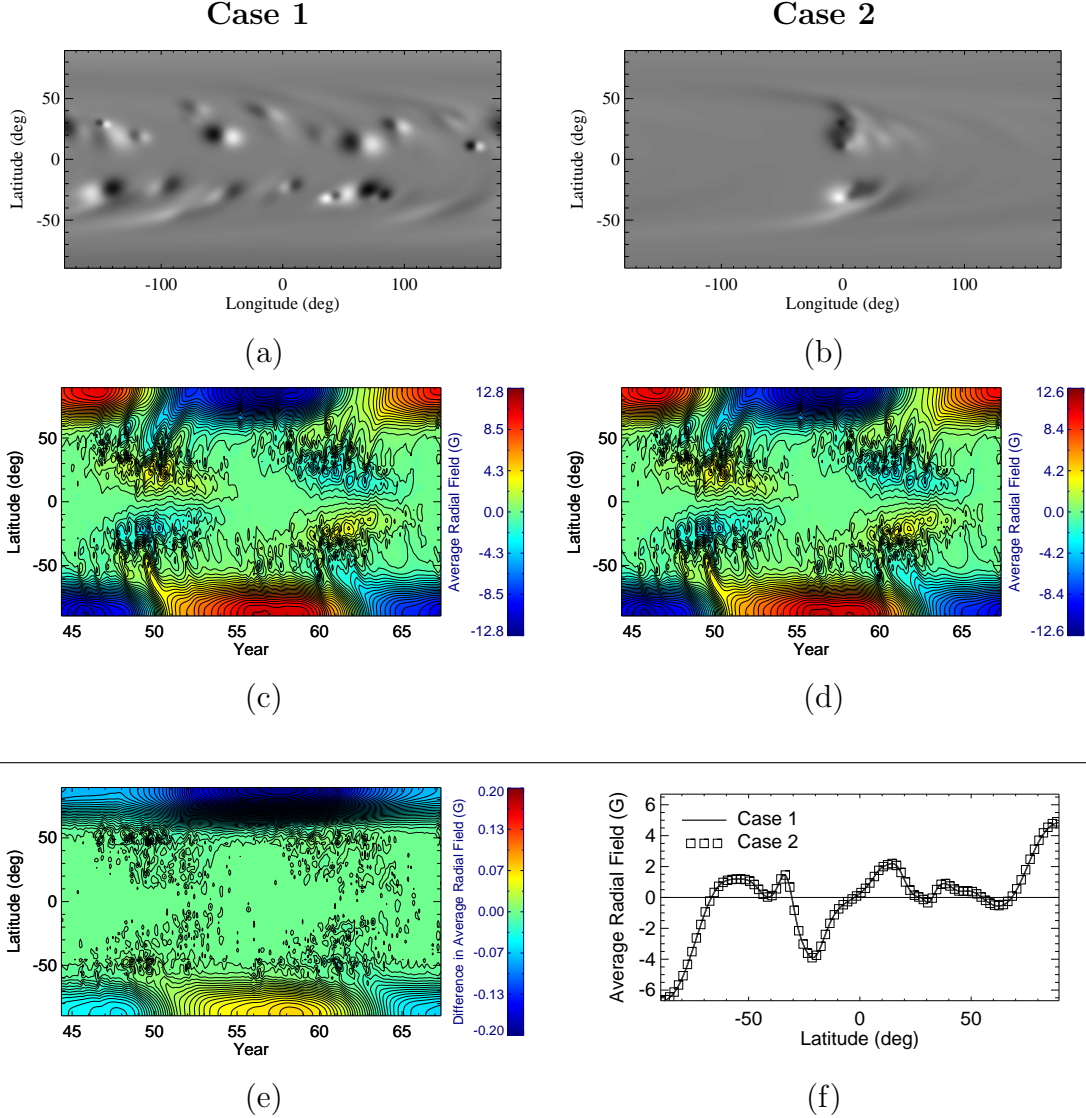 Case 1
Case 2
50
0
-50
Latitude (deg)
-100
0
100
Longitude (deg)
(a)
50
0
-50
Latitude (deg)
-100
0
100
Longitude (deg)
(b)
50
0
-50
Latitude (deg)
45
50
55
60
65
Year
12.8
8.5
4.3
0.0
-4.3
-8.5
-12.8
Average Radial Field (G)
(c)
50
0
-50
Latitude (deg)
45
50
55
60
65
Year
12.6
8.4
4.2
0.0
-4.2
-8.4
-12.6
Average Radial Field (G)
(d)
50
0
-50
Latitude (deg)
45
50
55
60
65
Year
0.20
0.13
0.07
0.00
-0.07
-0.13
-0.20
Difference in Average Radial Field (G)
(e)
6
4
2
0
-2
-4
-6
Average Radial Field (G)
Case 1
Case 2
-50
0
50
Latitude (deg)
(f)